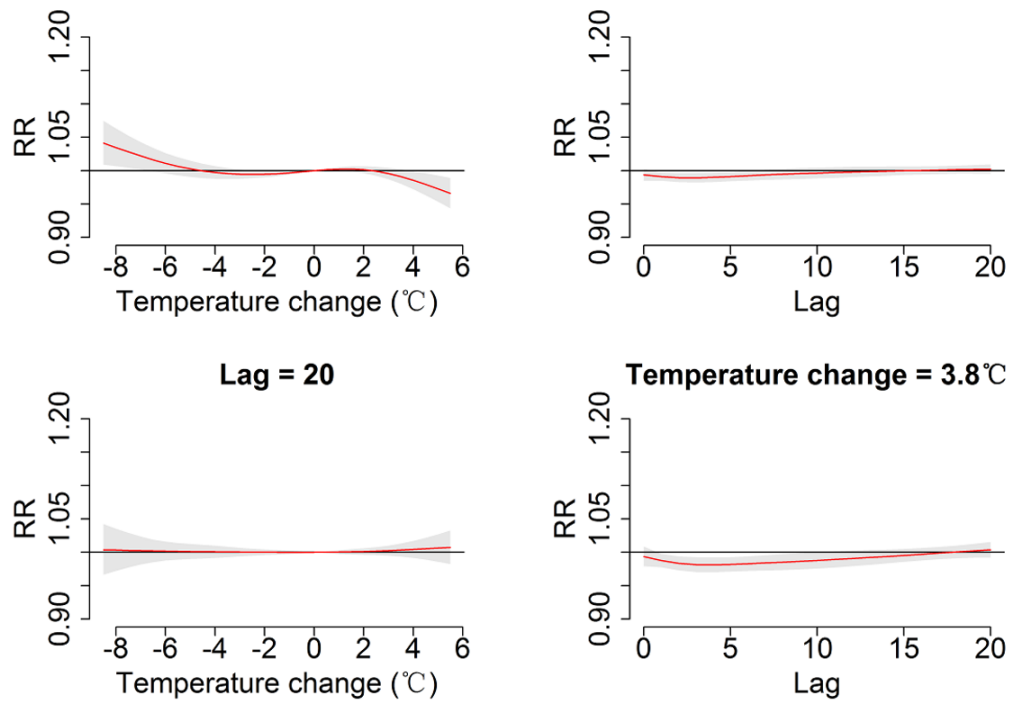 1.20
1.05
0.90
RR
-8 -6 -4 -2 0 2 4 6
Temperature change (℃)
1.20
1.05
0.90
RR
0 5 10 15 20
Lag
Lag = 20
1.20
1.05
0.90
RR
-8 -6 -4 -2 0 2 4 6
Temperature change (℃)
Temperature change = 3.8℃
1.20
1.05
0.90
RR
0 5 10 15 20
Lag